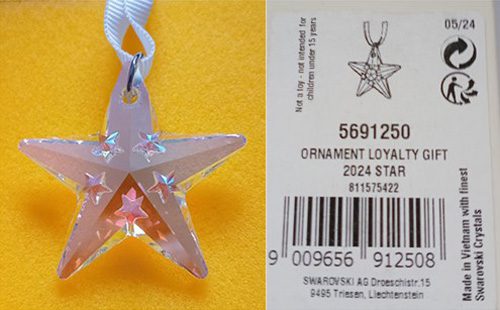 Not a toy - not intended for
children under 15 years
05/24
5691250
ORNAMENT LOYALTY GIFT
2024 STAR
811575422
9 009656 912508
SWAROVSKI AG Droeschistr.15
9495 Triesen, Liechtenstein
Made in Vietnam with finest
Swarovski Crystals